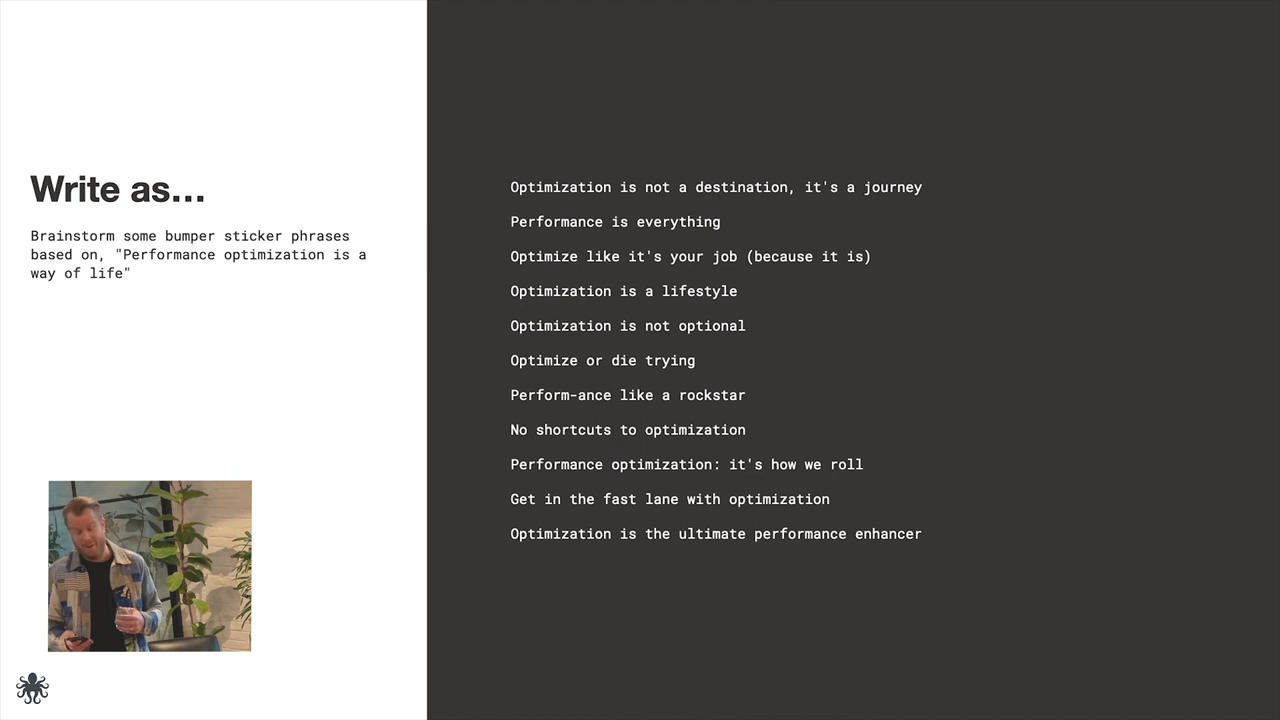 Write as...
Brainstorm some bumper sticker phrases
based on, "Performance optimization is a
way of life"
Optimization is not a destination, it's a journey
Performance is everything
Optimize like it's your job (because it is)
Optimization is a lifestyle
Optimization is not optional
Optimize or die trying
Perform-ance like a rockstar
No shortcuts to optimization
Performance optimization: it's how we roll
Get in the fast lane with optimization
Optimization is the ultimate performance enhancer